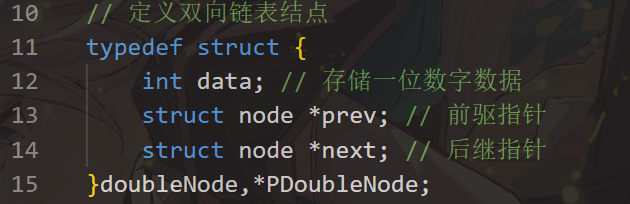 10 // 定义双向链表结点
11 typedef struct {
12 int data; // 存储一位数字数据
13 struct node *prev; // 前驱指针
14 struct node *next; // 后继指针
15 }doubleNode,*PDoubleNode;